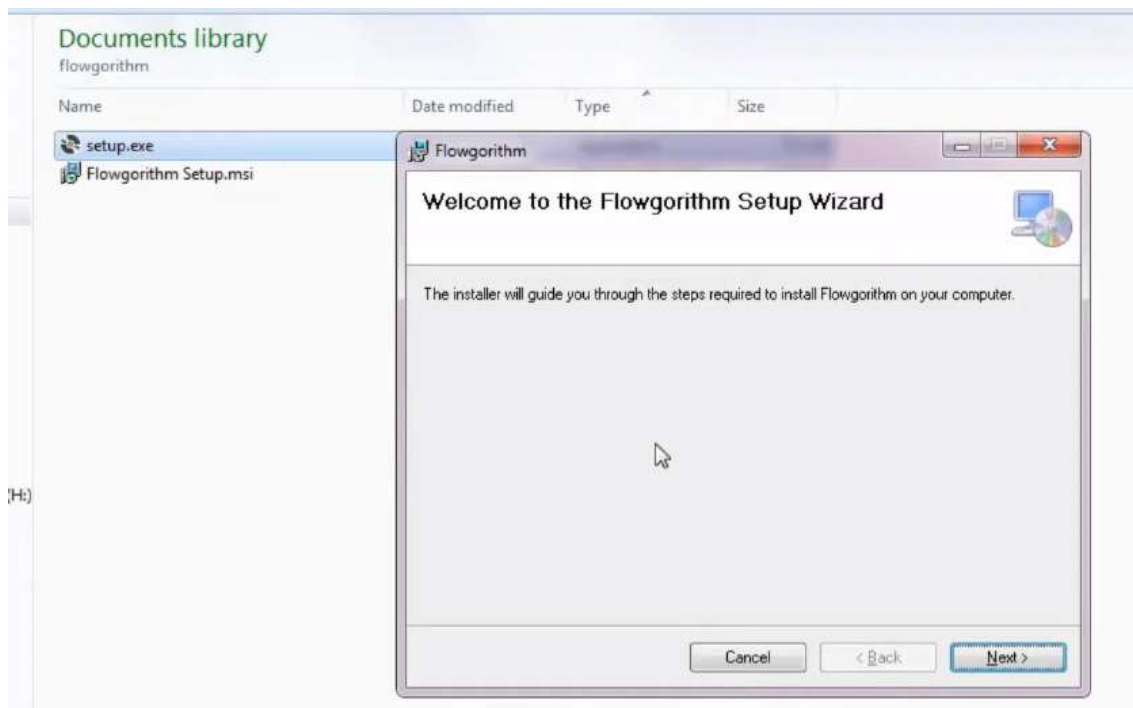 Documents library
flowgorithm
Name Date modified Type Size
setup.exe
Flowgorithm Setup.msi
Flowgorithm
Welcome to the Flowgorithm Setup Wizard
The installer will guide you through the steps required to install Flowgorithm on your computer.
(H:)
Cancel < Back Next >